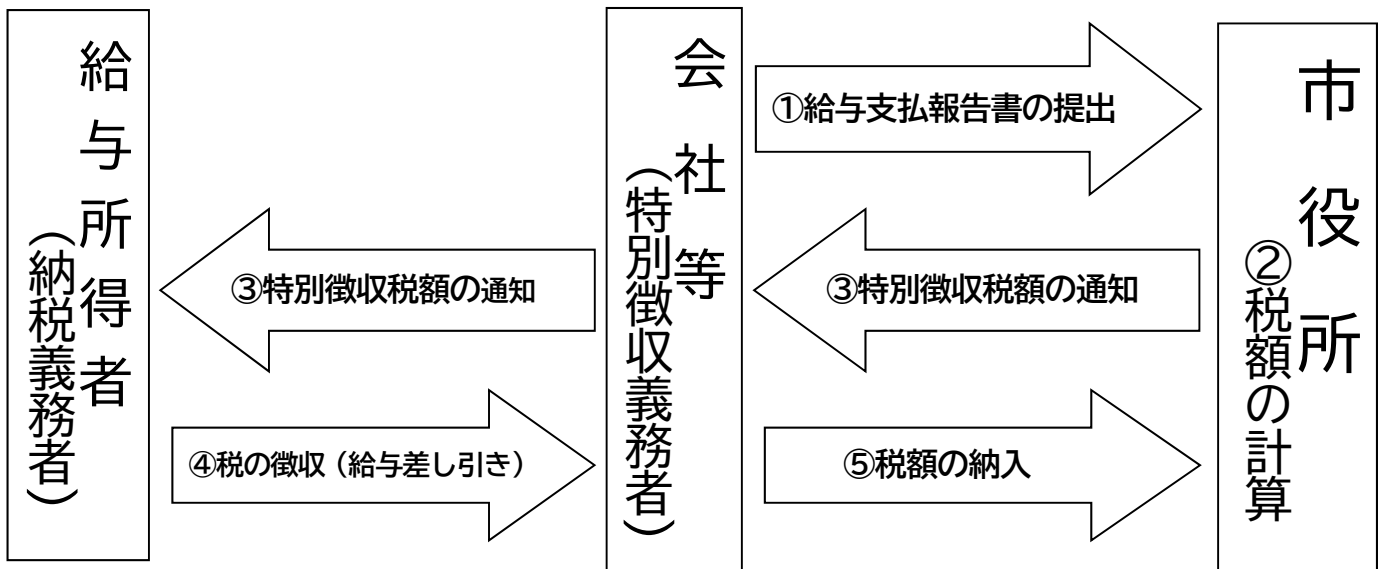 給与所得者
（納税義務者）
会社等
（特別徴収義務者）
市役所
②税額の計算
①給与支払報告書の提出
③特別徴収税額の通知
③特別徴収税額の通知
④税の徴収（給与差し引き）
⑤税額の納入